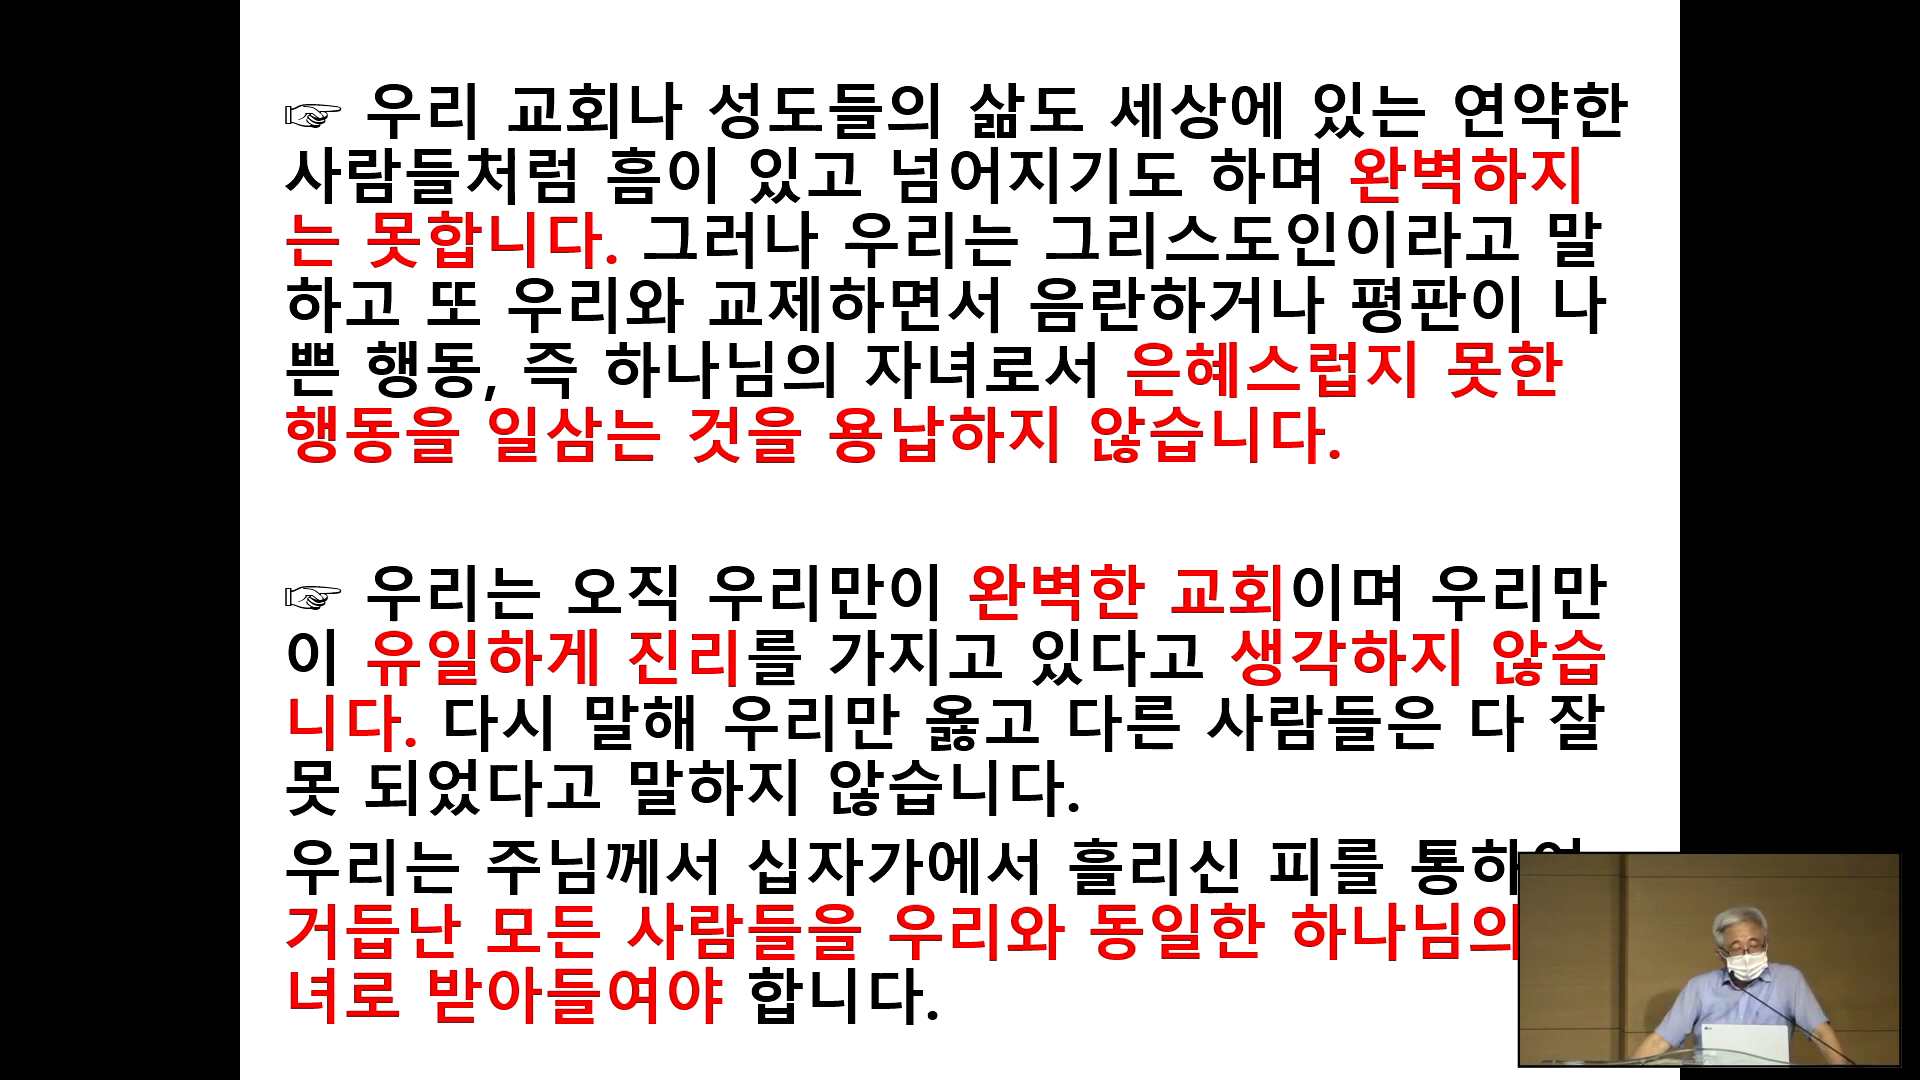 ☞ 우리 교회나 성도들의 삶도 세상에 있는 연약한
사람들처럼 흠이 있고 넘어지기도 하며 완벽하지
는 못합니다. 그러나 우리는 그리스도인이라고 말
하고 또 우리와 교제하면서 음란하거나 평판이 나
쁜 행동, 즉 하나님의 자녀로서 은혜스럽지 못한
행동을 일삼는 것을 용납하지 않습니다.
☞ 우리는 오직 우리만이 완벽한 교회이며 우리만
이 유일하게 진리를 가지고 있다고 생각하지 않습
니다. 다시 말해 우리만 옳고 다른 사람들은 다 잘
못 되었다고 말하지 않습니다.
우리는 주님께서 십자가에서 흘리신 피를
거듭난 모든 사람들을 우리와 동일한 하나님의
녀로 받아들여야 합니다.